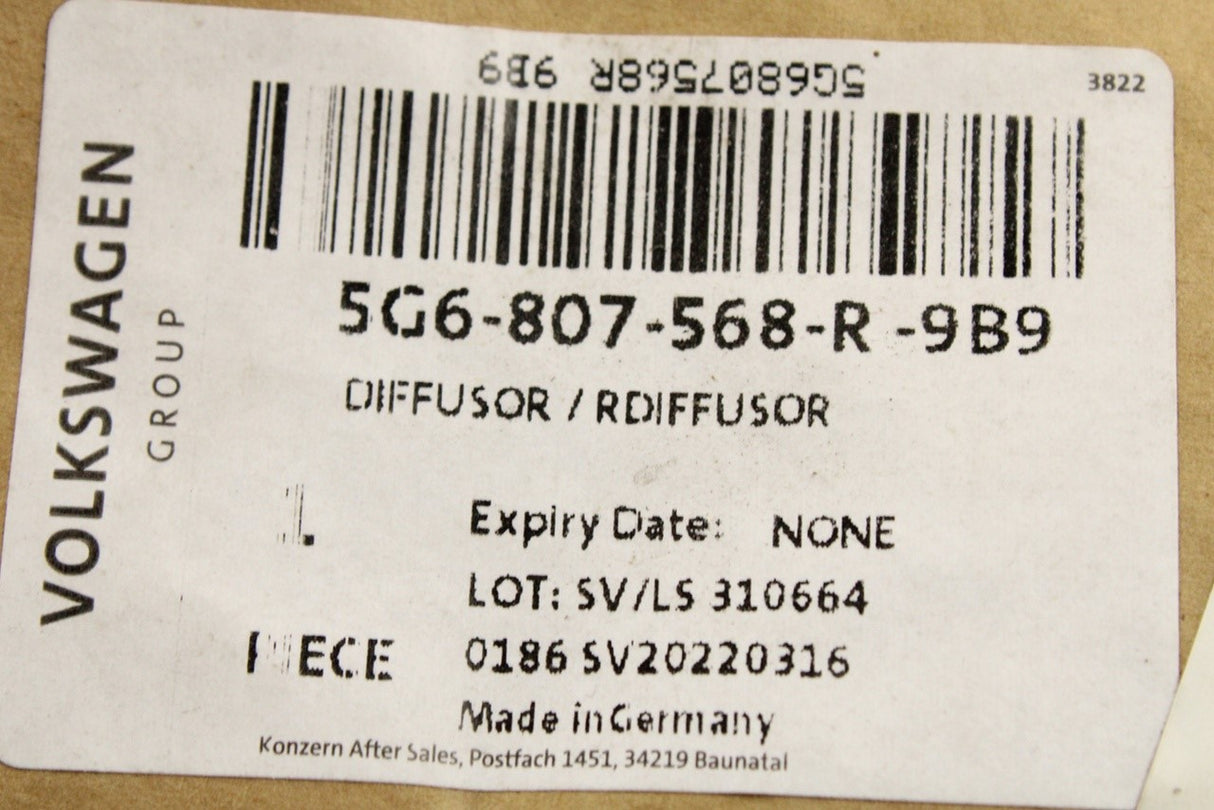 5G6807568R 9B9
3822
VOLKSWAGEN
GROUP
5G6-807-568-R -9B9
DIFFUSOR / RDIFFUSOR
1.
Expiry Date: NONE
LOT: SV/LS 310664
PIECE
0186 SV20220316
Made in Germany
Konzern After Sales, Postfach 1451, 34219 Baunatal